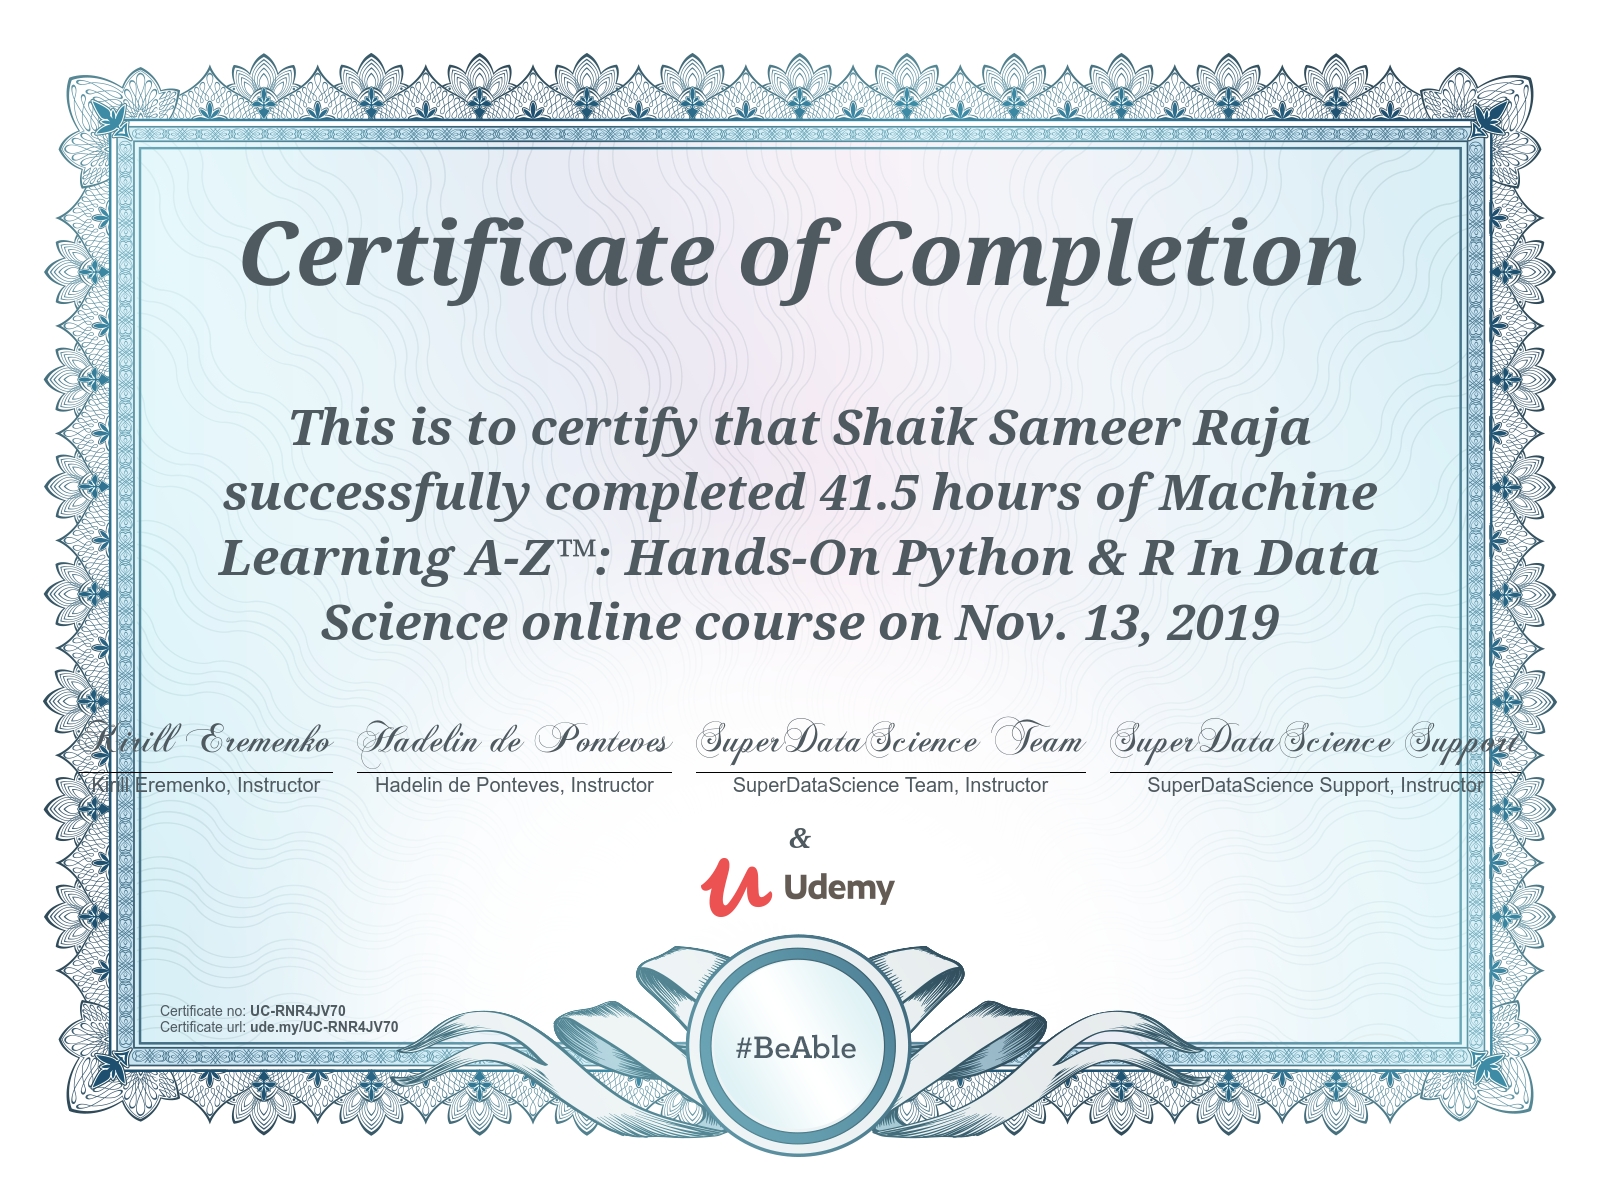 Certificate of Completion
This is to certify that Shaik Sameer Raja
successfully completed 41.5 hours of Machine
Learning A-Z™: Hands-On Python & R In Data
Science online course on Nov. 13, 2019
Kirill Eremenko Hadelin de Ponteves SuperDataScience Team SuperDataScience Support
Kirill Eremenko, Instructor Hadelin de Ponteves, Instructor SuperDataScience Team, Instructor SuperDataScience Support, Instructor
&
Udemy
Certificate no: UC-RNR4JV70
Certificate url: ude.my/UC-RNR4JV70
#BeAble